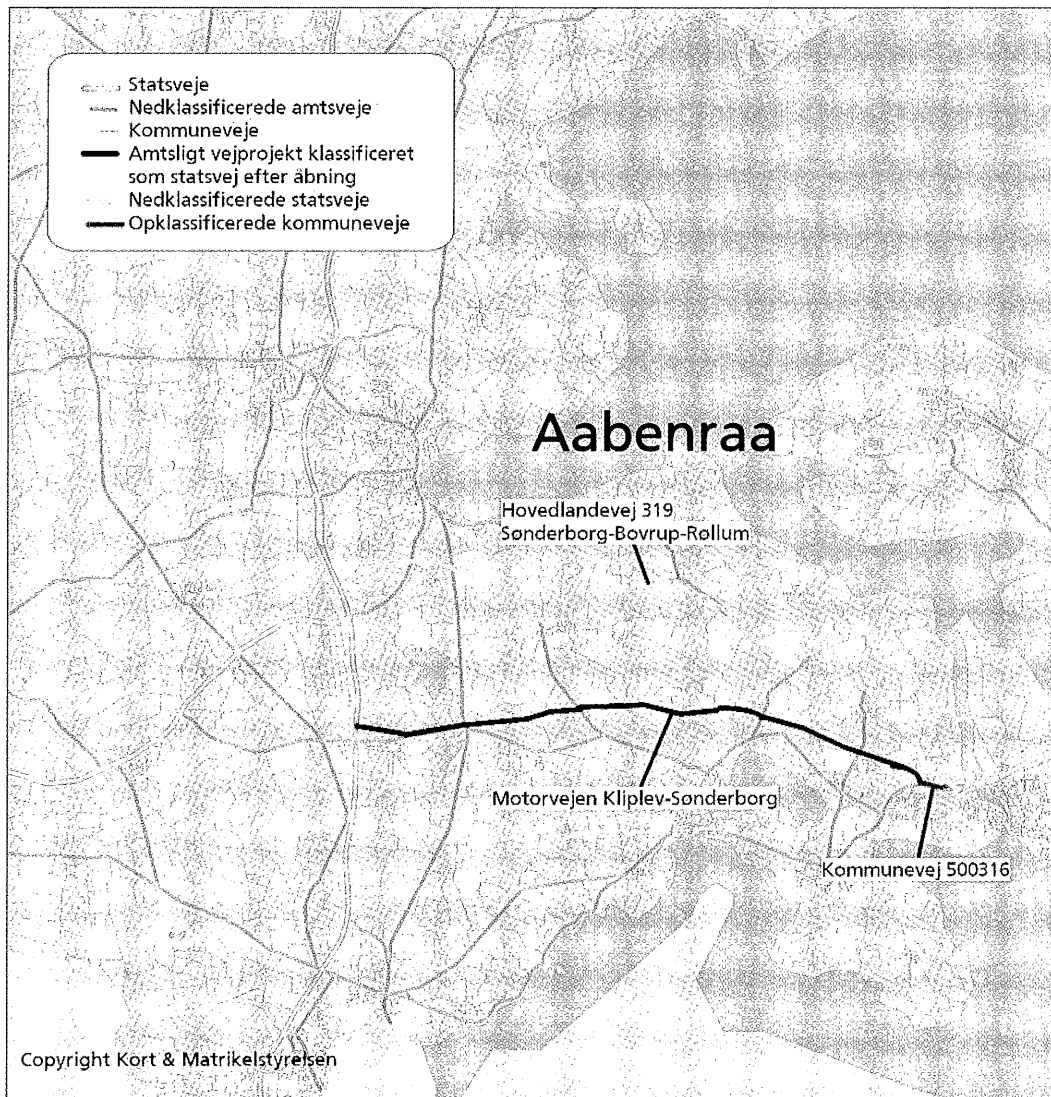 Statsveje
Nedklassificerede amtsveje
Kommuneveje
Amtsligt vejprojekt klassificeret
som statsvej efter åbning
Nedklassificerede statsveje
Opklassificerede kommuneveje
Aabenraa
Hovedlandevej 319
Sønderborg-Bovrup-Røllum
Motorvejen Kliplev-Sønderborg
Kommunevej 500316
Copyright Kort & Matrikelstyrelsen